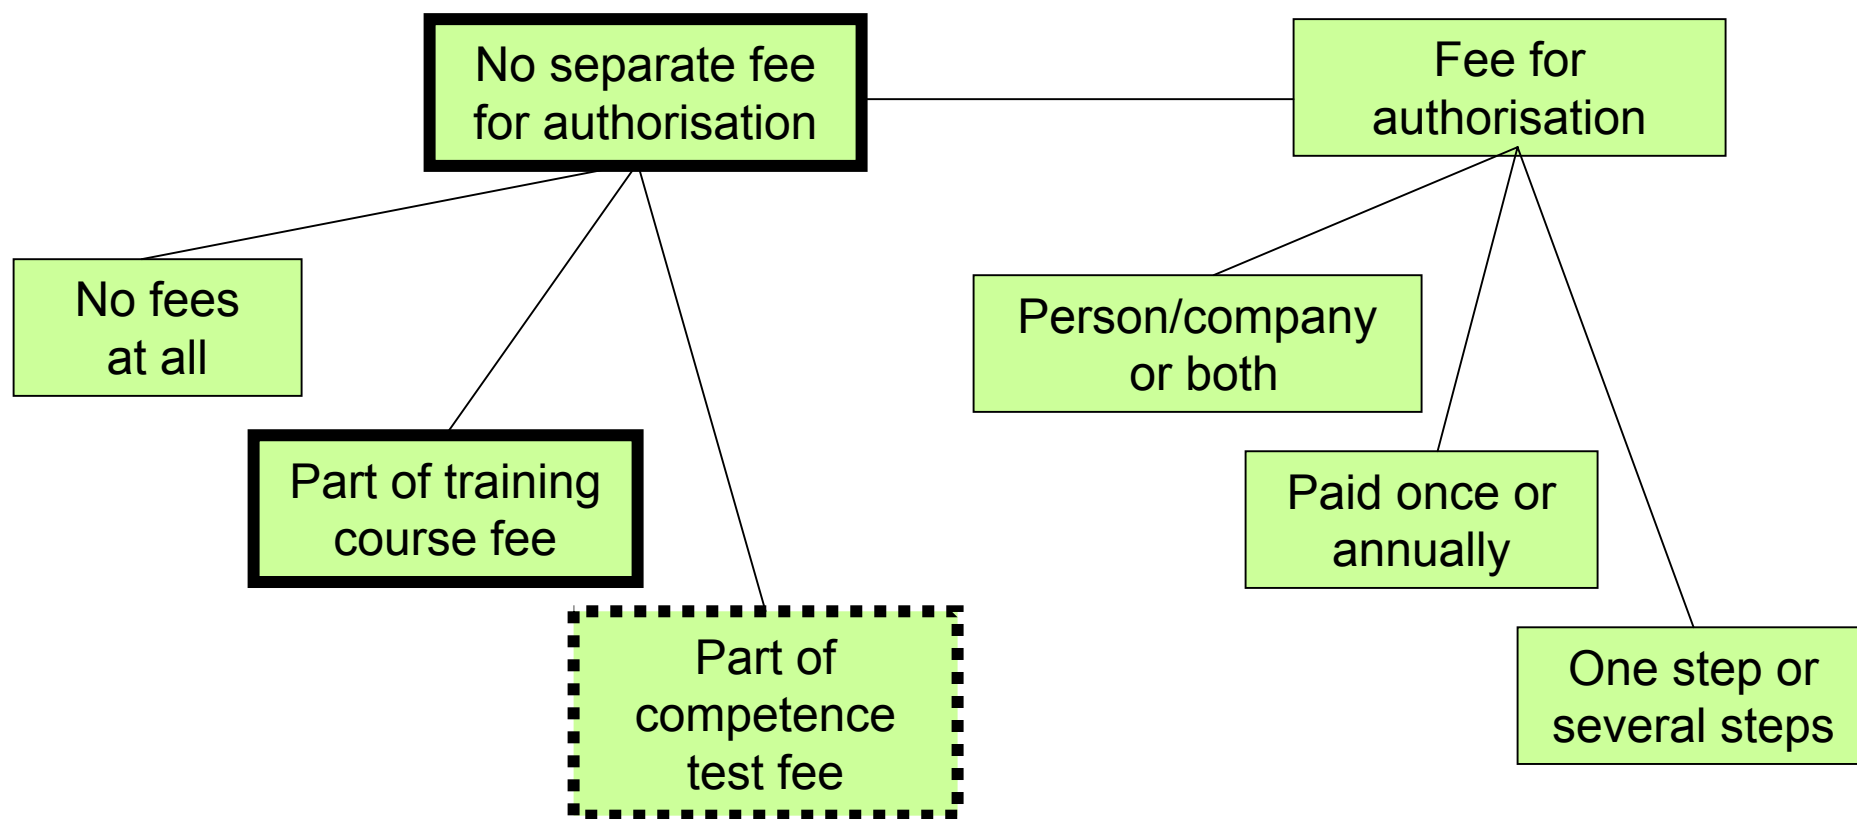 No separate fee
for authorisation
Fee for
authorisation
No fees
at all
Person/company
or both
Part of training
course fee
Paid once or
annually
Part of
competence
test fee
One step or
several steps